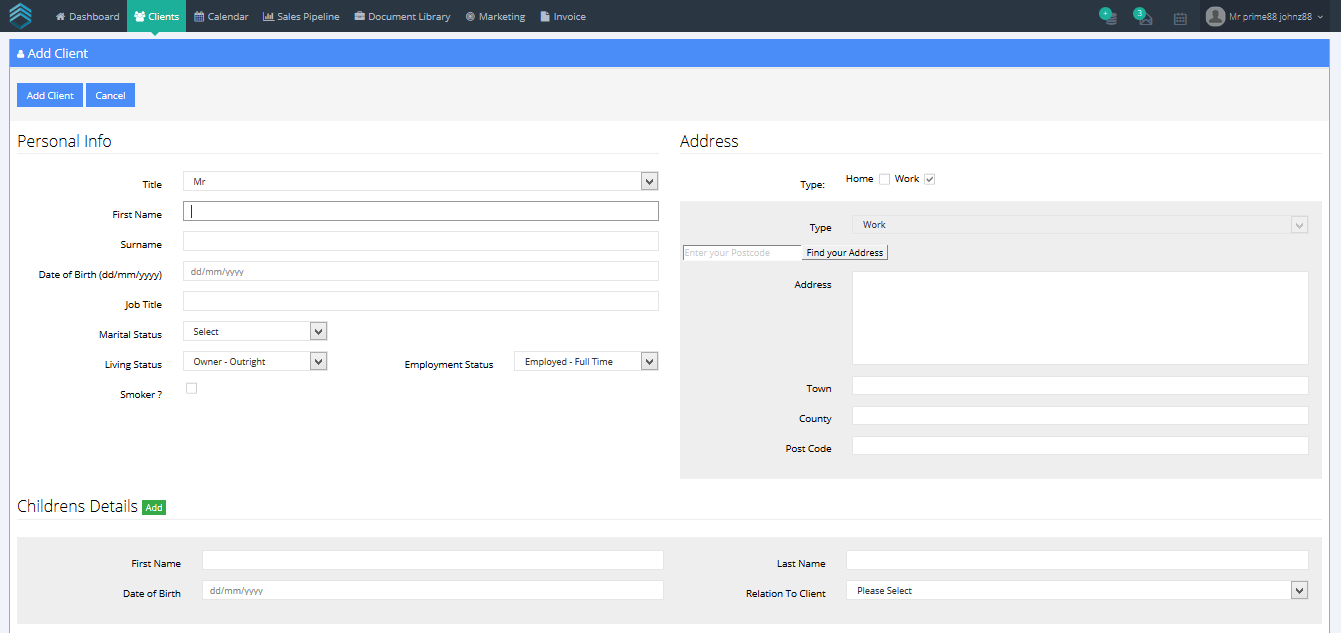 Dashboard Clients Calendar Sales Pipeline Document Library Marketing Invoice + 3 Mr prime88 johnz88
Add Client
Add Client Cancel
Personal Info
Title Mr
First Name
Surname
Date of Birth (dd/mm/yyyy) dd/mm/yyyy
Job Title
Marital Status Select
Living Status Owner - Outright Employment Status Employed - Full Time
Smoker ?
Address
Type: Home Work
Type Work
Enter your Postcode Find your Address
Address
Town
County
Post Code
Childrens Details Add
First Name Last Name
Date of Birth dd/mm/yyyy Relation To Client Please Select